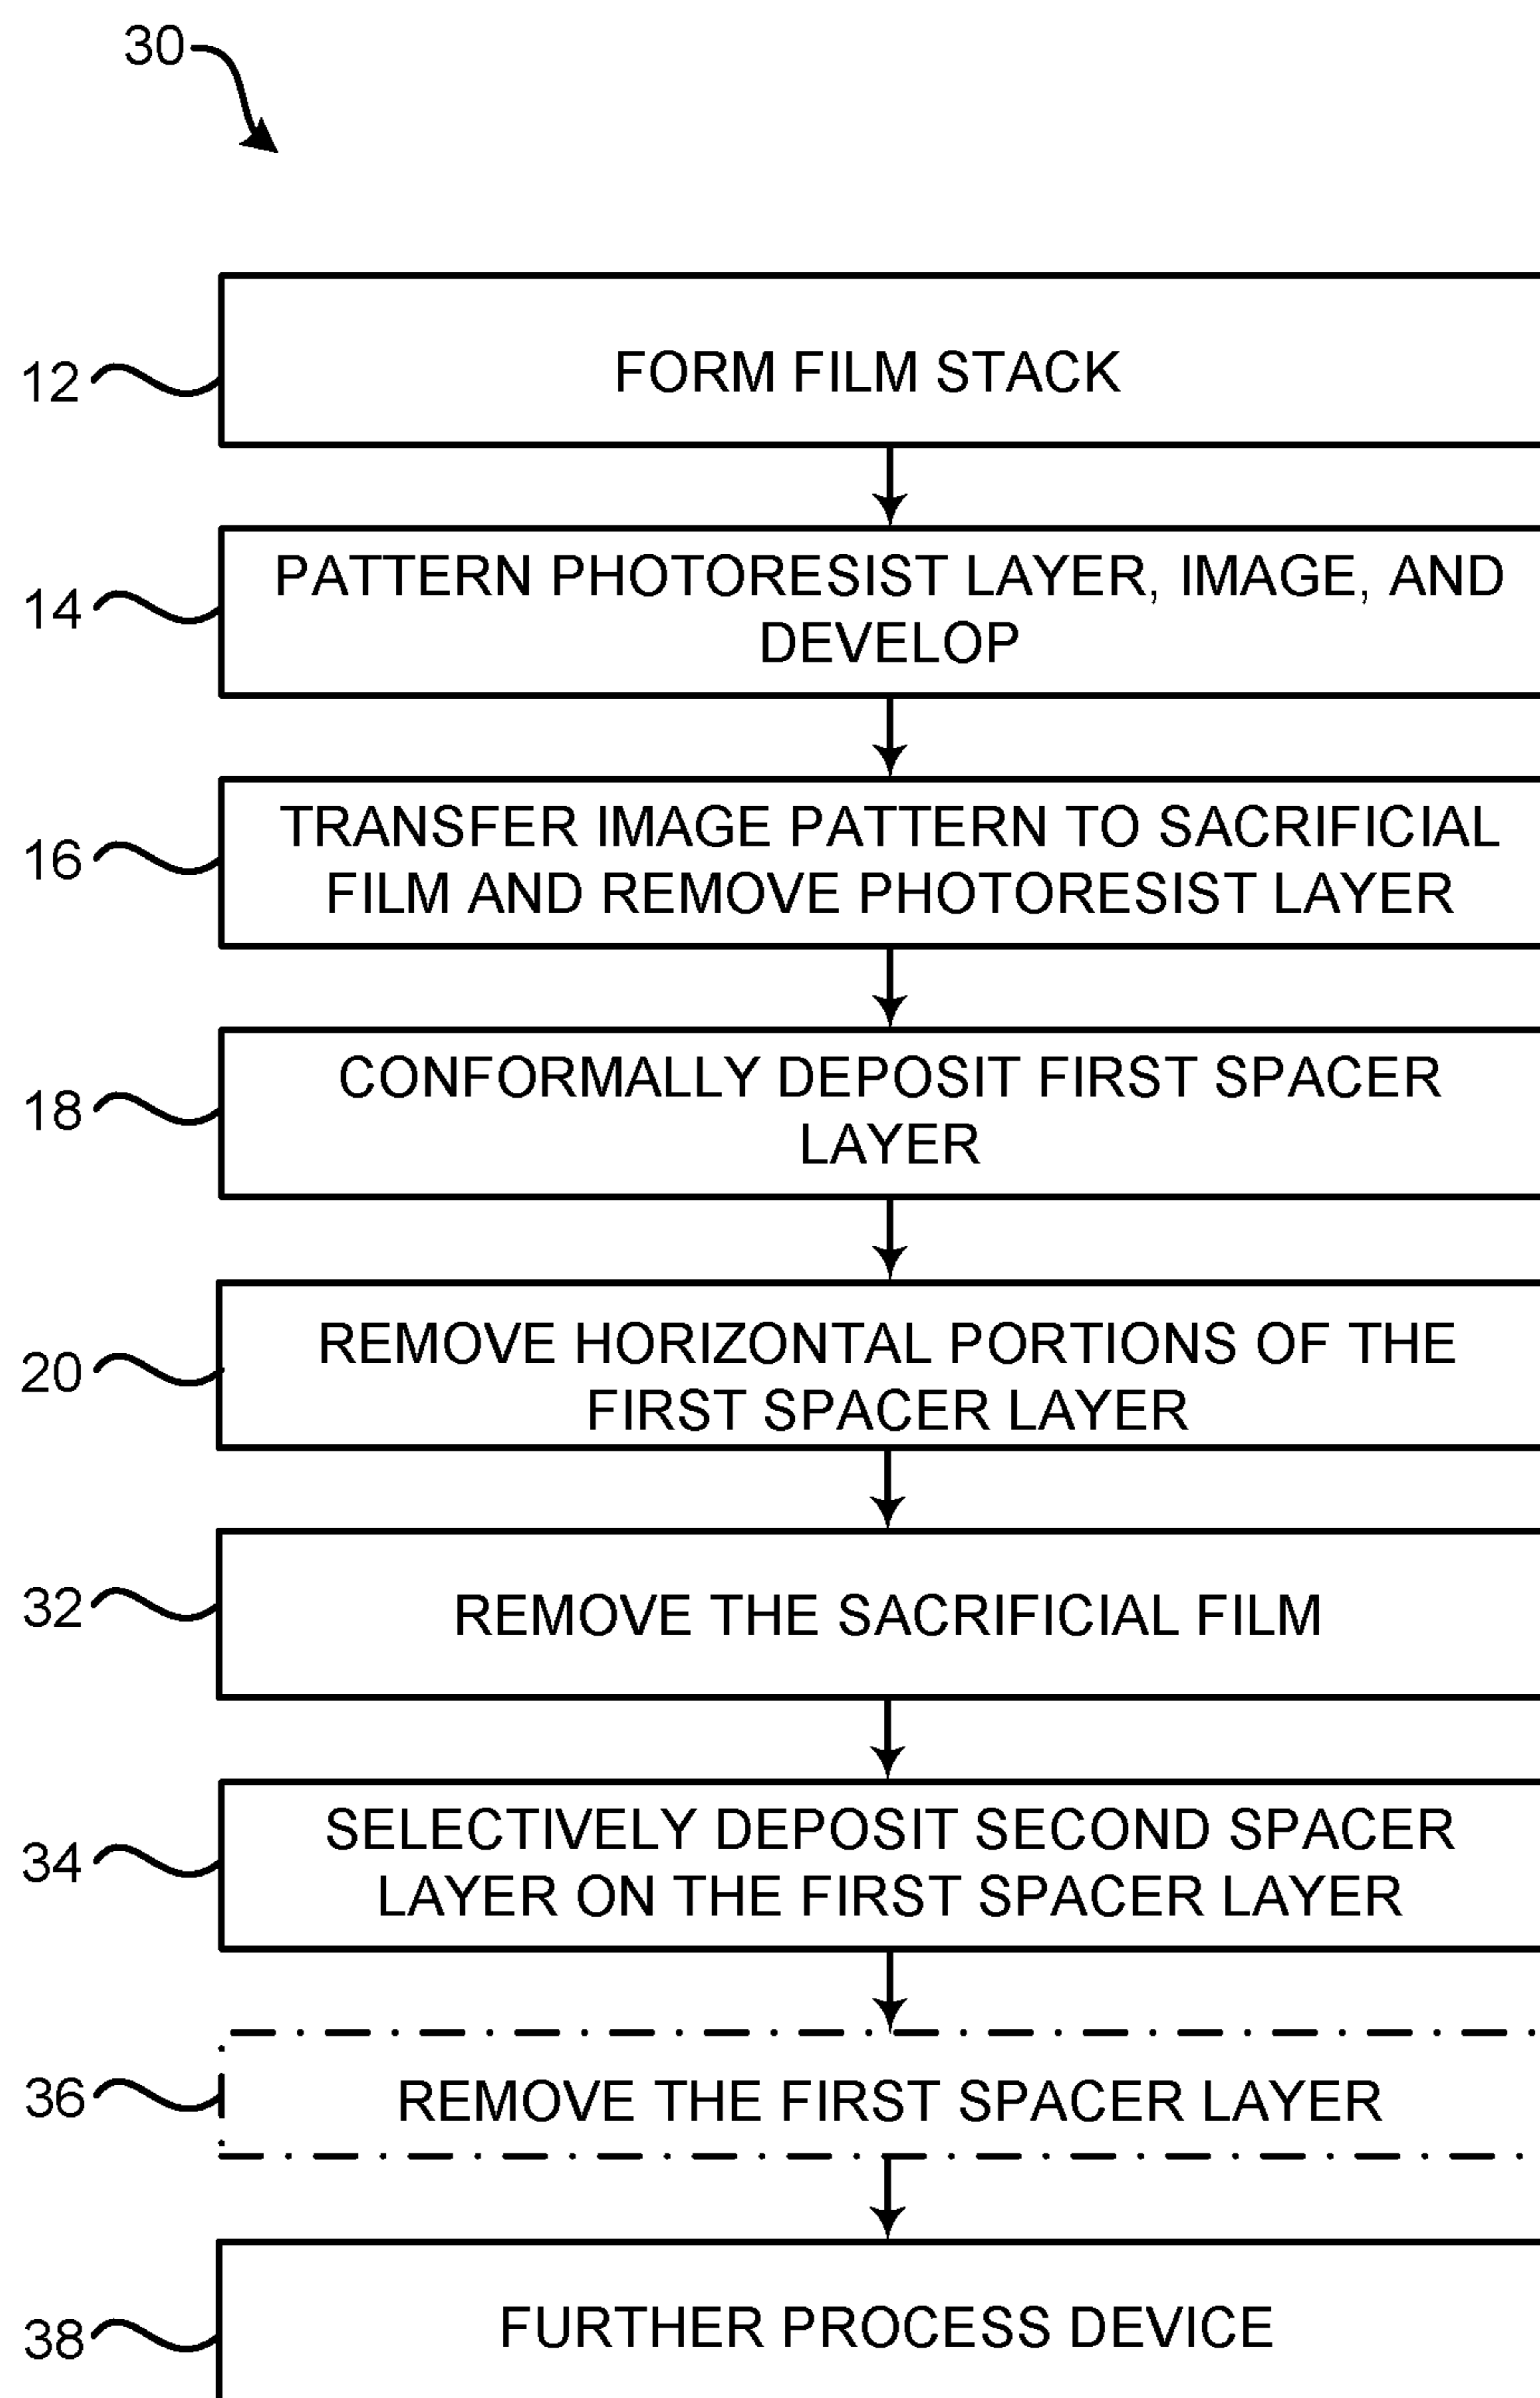 30
12
FORM FILM STACK
14
PATTERN PHOTORESIST LAYER, IMAGE, AND
DEVELOP
16
TRANSFER IMAGE PATTERN TO SACRIFICIAL
FILM AND REMOVE PHOTORESIST LAYER
18
CONFORMALLY DEPOSIT FIRST SPACER
LAYER
20
REMOVE HORIZONTAL PORTIONS OF THE
FIRST SPACER LAYER
32
REMOVE THE SACRIFICIAL FILM
34
SELECTIVELY DEPOSIT SECOND SPACER
LAYER ON THE FIRST SPACER LAYER
36
REMOVE THE FIRST SPACER LAYER
38
FURTHER PROCESS DEVICE